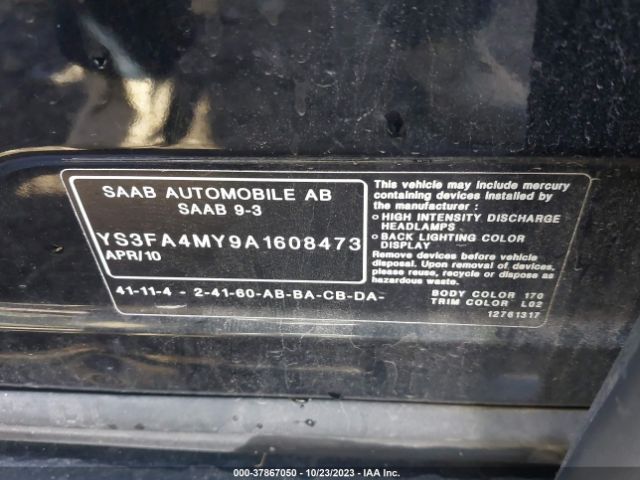 SAAB AUTOMOBILE AB
SAAB 9-3
YS3FA4MY9A1608473
APR/10
41-11-4 - 2-41-60-AB-BA-CB-DA-
This vehicle may include mercury
containing devices installed by
the manufacturer :
○ HIGH INTENSITY DISCHARGE
HEADLAMPS
○ BACK LIGHTING COLOR
DISPLAY
Remove devices before vehicle
disposal. Upon removal of devices,
please reuse, recycle or dispose as
hazardous waste.
BODY COLOR 170
TRIM COLOR L02
12761317
© - 37867050 - 10/23/2023 - IAA Inc.